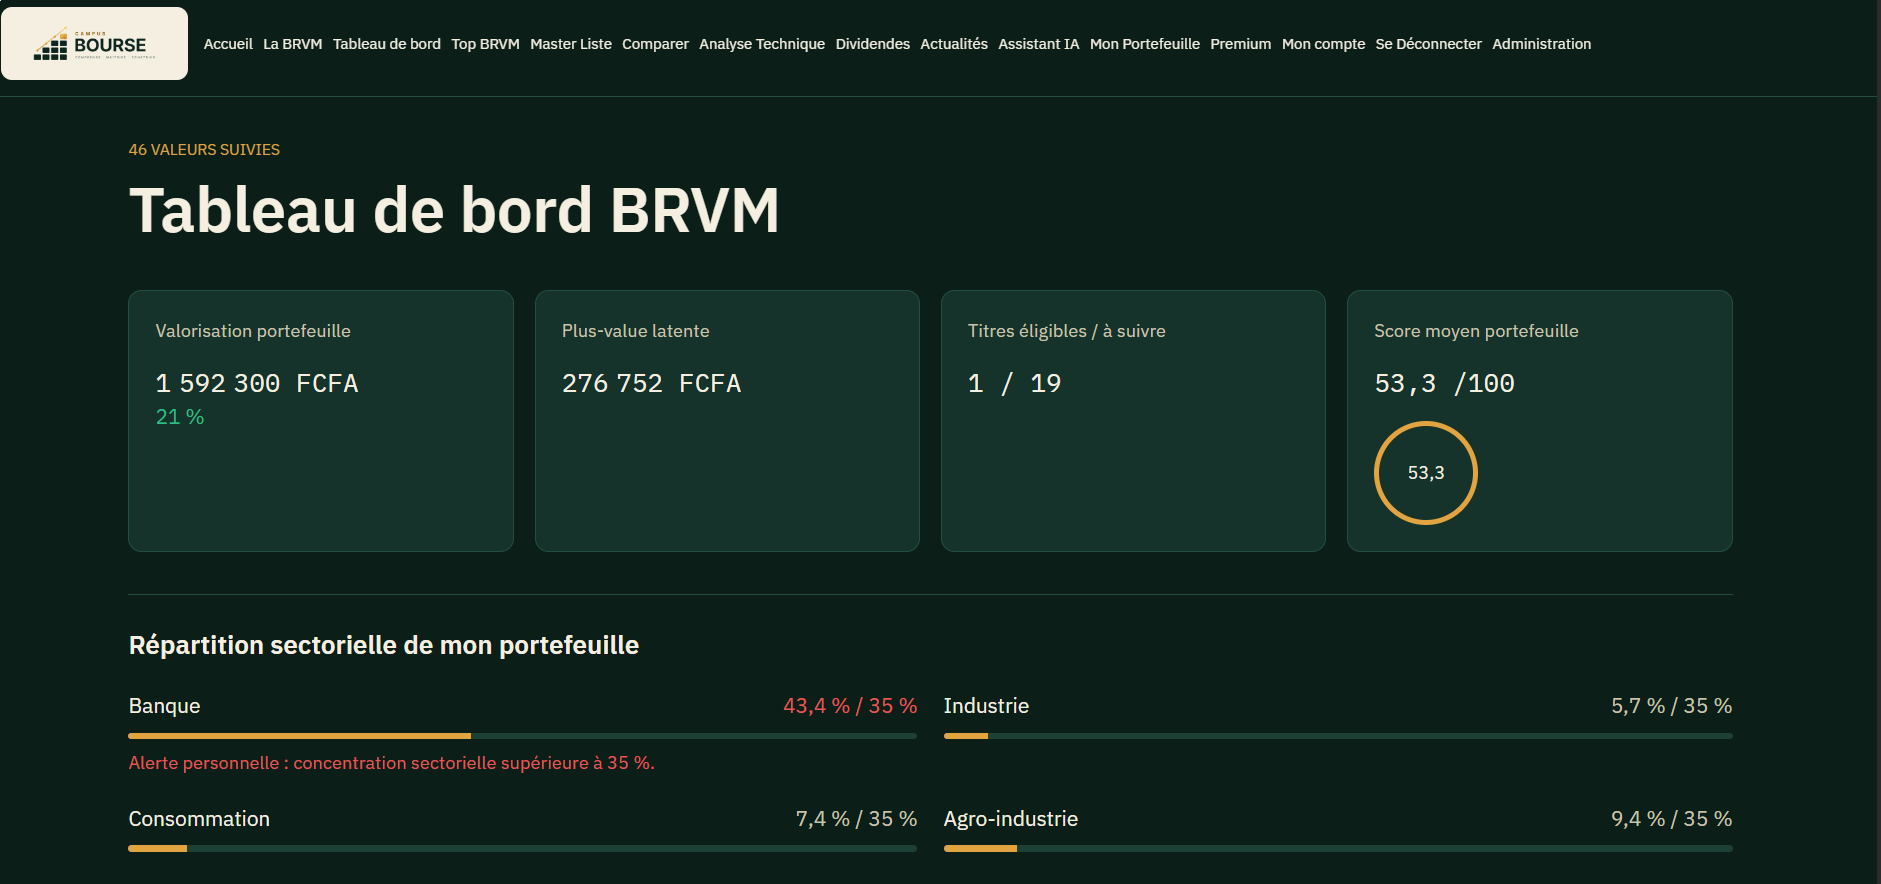 CAMPUS
BOURSE
Accueil La BRVM Tableau de bord Top BRVM Master Liste Comparer Analyse Technique Dividendes Actualités Assistant IA Mon Portefeuille Premium Mon compte Se Déconnecter Administration
46 VALEURS SUIVIES
Tableau de bord BRVM
Valorisation portefeuille
1 592 300 FCFA
21 %
Plus-value latente
276 752 FCFA
Titres éligibles / à suivre
1 / 19
Score moyen portefeuille
53,3 /100
53,3
Répartition sectorielle de mon portefeuille
Banque 43,4 % / 35 %
Alerte personnelle : concentration sectorielle supérieure à 35 %.
Industrie 5,7 % / 35 %
Consommation 7,4 % / 35 %
Agro-industrie 9,4 % / 35 %